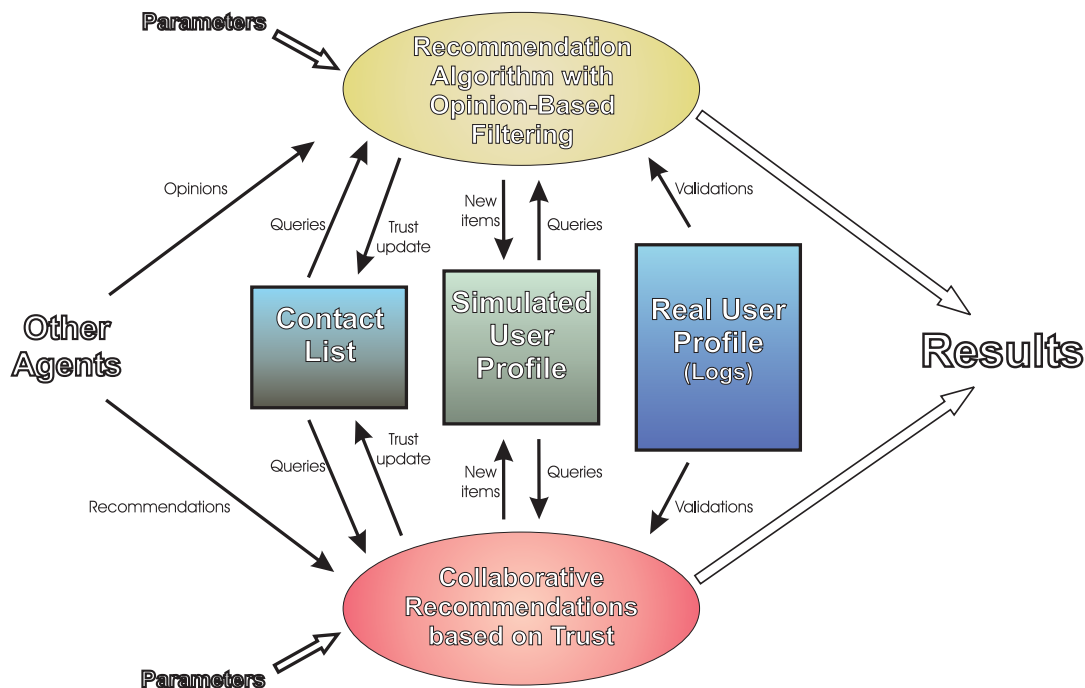 Parameters
Recommendation
Algorithm with
Opinion-Based
Filtering
Opinions
Queries
Trust
update
New
items
Queries
Validations
Other
Agents
Contact
List
Simulated
User
Profile
Real User
Profile
(Logs)
Results
Queries
Trust
update
New
items
Queries
Validations
Recommendations
Collaborative
Recommendations
based on Trust
Parameters